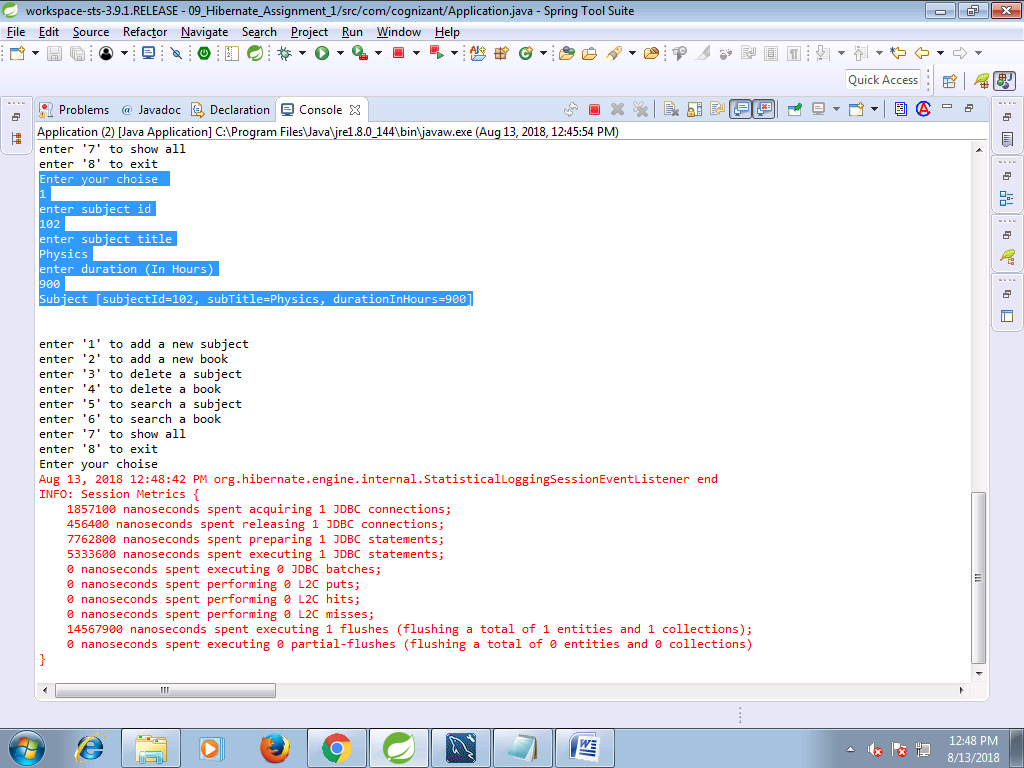 workspace-sts-3.9.1.RELEASE - 09_Hibernate_Assignment_1/src/com/cognizant/Application.java - Spring Tool Suite
File Edit Source Refactor Navigate Search Project Run Window Help
Quick Access
Problems @ Javadoc Declaration Console
Application (2) [Java Application] C:\Program Files\Java\jre1.8.0_144\bin\javaw.exe (Aug 13, 2018, 12:45:54 PM)
enter '7' to show all
enter '8' to exit
Enter your choise
1
enter subject id
102
enter subject title
Physics
enter duration (In Hours)
900
Subject [subjectId=102, subTitle=Physics, durationInHours=900]
enter '1' to add a new subject
enter '2' to add a new book
enter '3' to delete a subject
enter '4' to delete a book
enter '5' to search a subject
enter '6' to search a book
enter '7' to show all
enter '8' to exit
Enter your choise
Aug 13, 2018 12:48:42 PM org.hibernate.engine.internal.StatisticalLoggingSessionEventListener end
INFO: Session Metrics {
1857100 nanoseconds spent acquiring 1 JDBC connections;
456400 nanoseconds spent releasing 1 JDBC connections;
7762800 nanoseconds spent preparing 1 JDBC statements;
5333600 nanoseconds spent executing 1 JDBC statements;
0 nanoseconds spent executing 0 JDBC batches;
0 nanoseconds spent performing 0 L2C puts;
0 nanoseconds spent performing 0 L2C hits;
0 nanoseconds spent performing 0 L2C misses;
14567900 nanoseconds spent executing 1 flushes (flushing a total of 1 entities and 1 collections);
0 nanoseconds spent executing 0 partial-flushes (flushing a total of 0 entities and 0 collections)
}
12:48 PM
8/13/2018